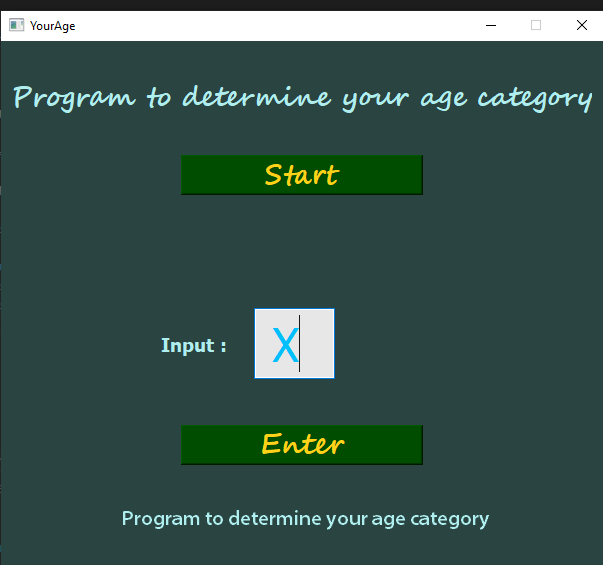 YourAge
Program to determine your age category
Start
Input :
X
Enter
Program to determine your age category